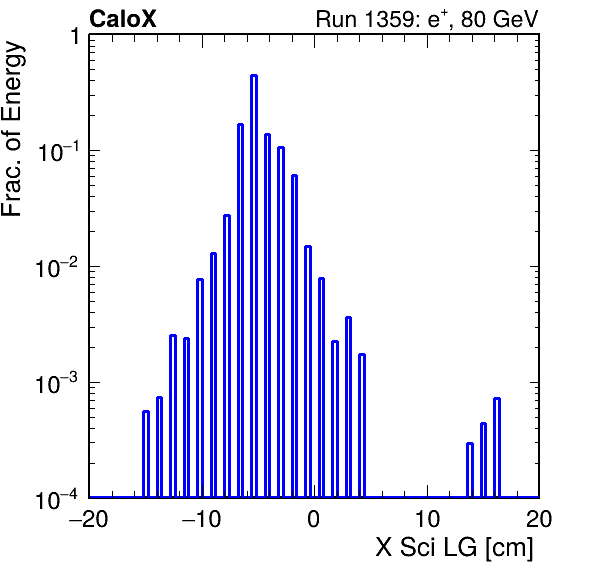 CaloX Run 1359: e⁺, 80 GeV
Frac. of Energy
1
10⁻¹
10⁻²
10⁻³
10⁻⁴
−20 −10 0 10 20
X Sci LG [cm]